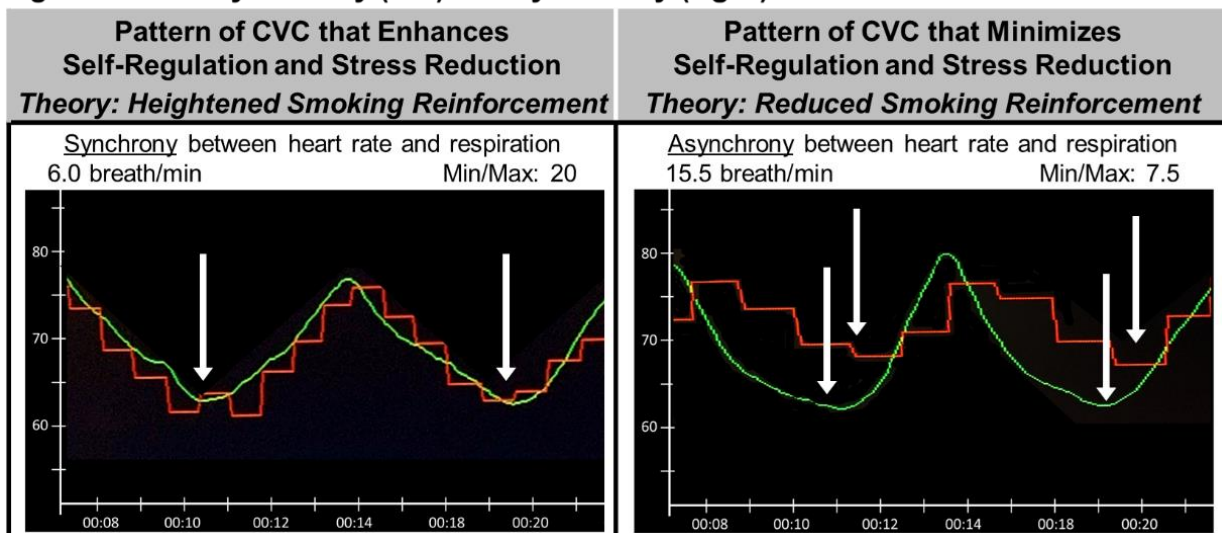 Pattern of CVC that Enhances
Self-Regulation and Stress Reduction
Theory: Heightened Smoking Reinforcement
Synchrony between heart rate and respiration
6.0 breath/min Min/Max: 20
80
70
60
00:08 00:10 00:12 00:14 00:18 00:20
Pattern of CVC that Minimizes
Self-Regulation and Stress Reduction
Theory: Reduced Smoking Reinforcement
Asynchrony between heart rate and respiration
15.5 breath/min Min/Max: 7.5
80
70
60
00:08 00:10 00:12 00:14 00:18 00:20